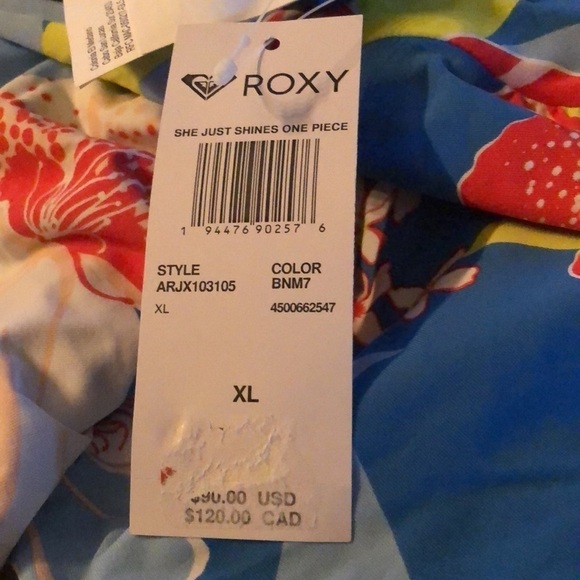 ROXY
SHE JUST SHINES ONE PIECE
1 94476 90257 6
STYLE COLOR
ARJX103105 BNM7
XL 4500662547
XL
$90.00 USD
$120.00 CAD